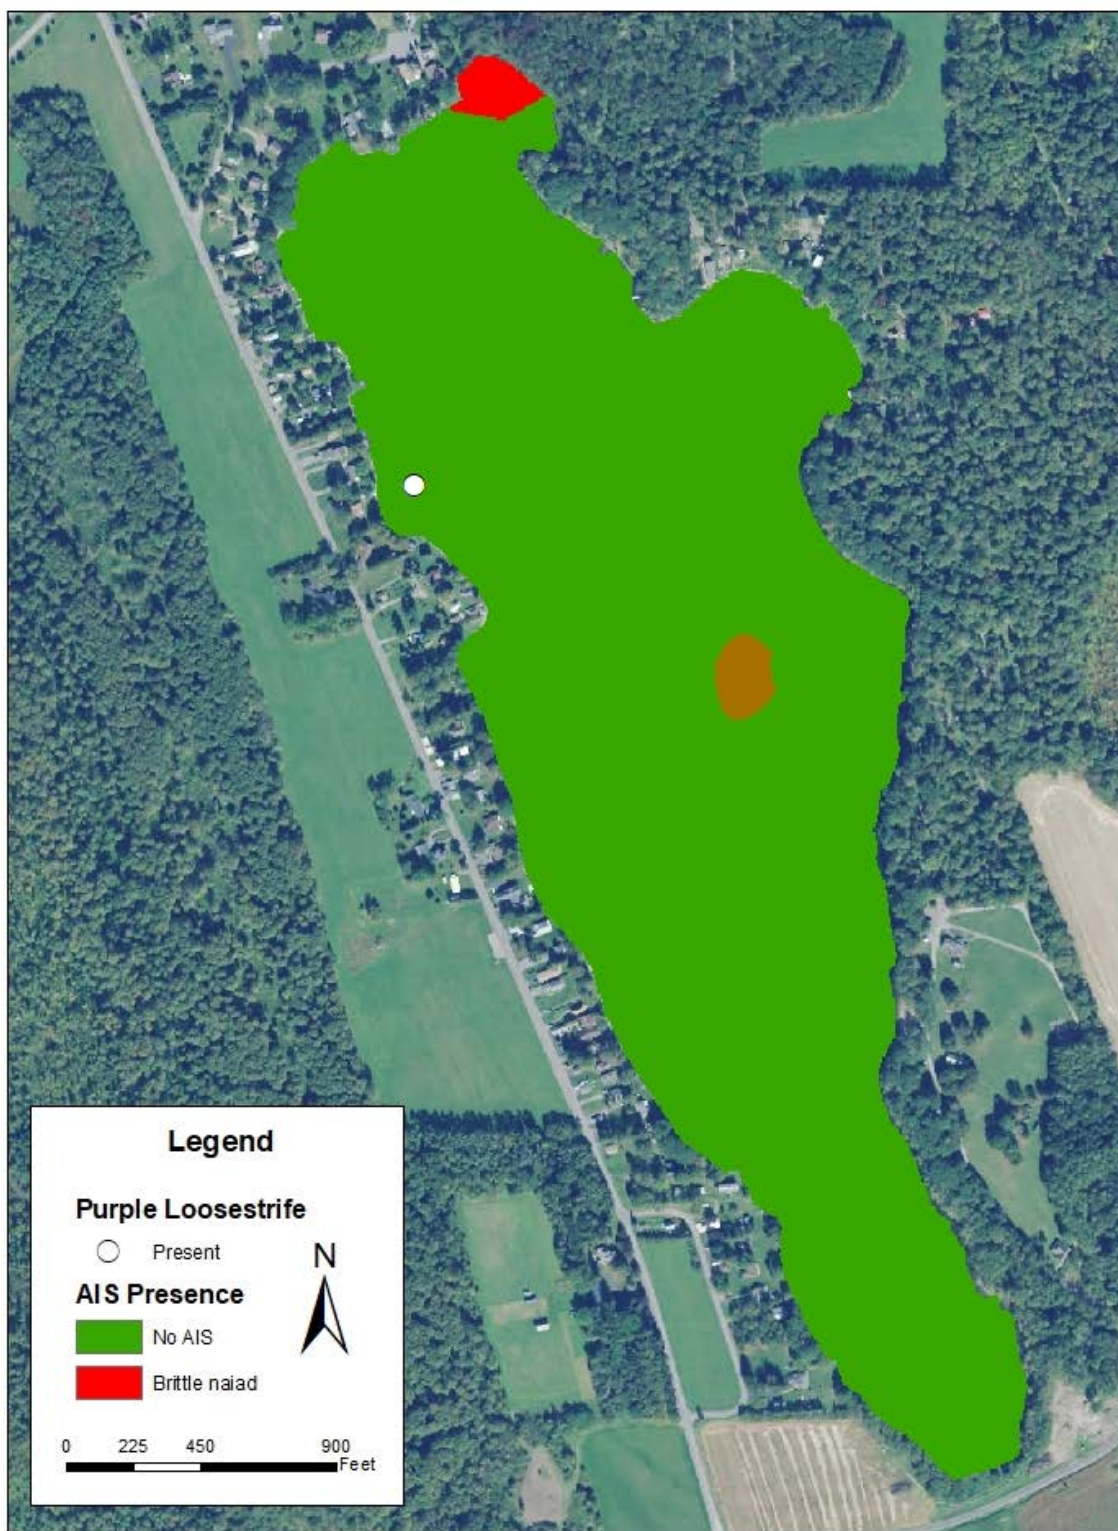 Legend
Purple Loosestrife
Present
N
AIS Presence
No AIS
Brittle naiad
0 225 450 900
Feet